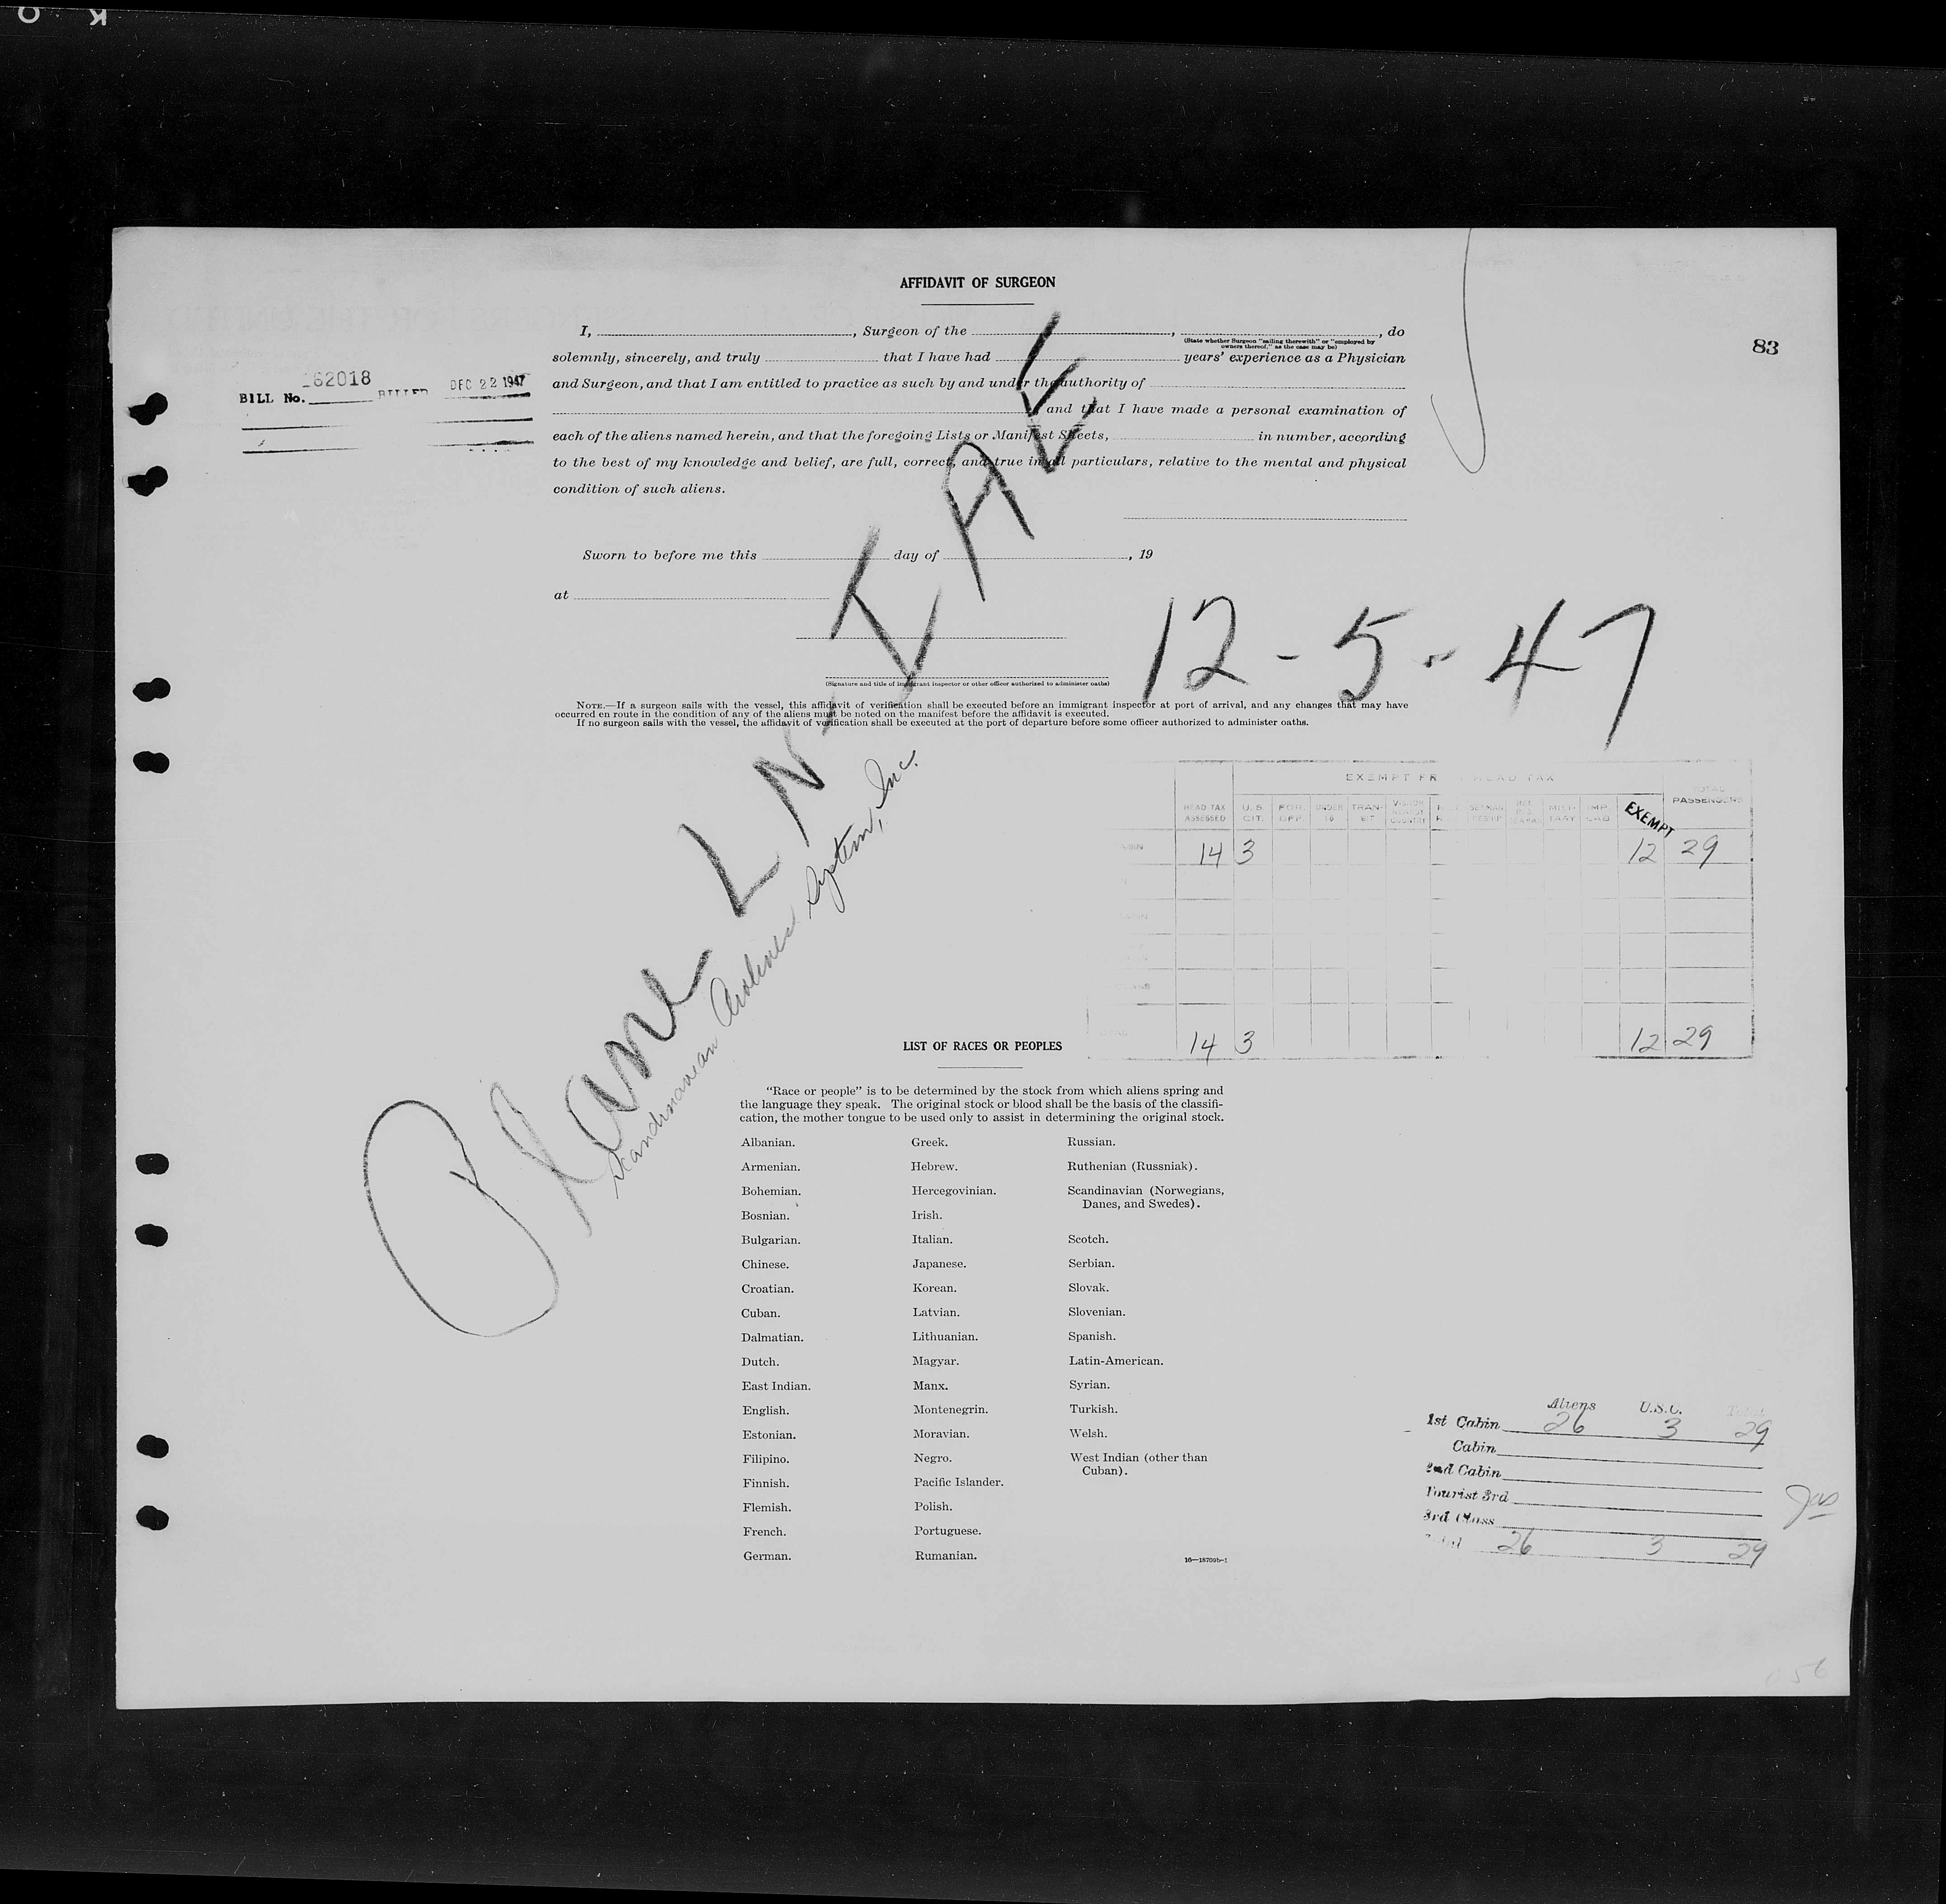 AFFIDAVIT OF SURGEON
I, , Surgeon of the , , do
(State whether Surgeon "sailing therewith" or "employed by
owners thereof," as the case may be)
83
solemnly, sincerely, and truly that I have had years' experience as a Physician
162018
BILL No. BILLED DEC 22 1947
and Surgeon, and that I am entitled to practice as such by and under the authority of
, and that I have made a personal examination of
each of the aliens named herein, and that the foregoing Lists or Manifest Sheets, in number, according
to the best of my knowledge and belief, are full, correct, and true in all particulars, relative to the mental and physical
condition of such aliens.
Sworn to before me this day of , 19
at
12-5-47
(Signature and title of immigrant inspector or other officer authorized to administer oaths)
NOTE.—If a surgeon sails with the vessel, this affidavit of verification shall be executed before an immigrant inspector at port of arrival, and any changes that may have
occurred en route in the condition of any of the aliens must be noted on the manifest before the affidavit is executed.
If no surgeon sails with the vessel, the affidavit of verification shall be executed at the port of departure before some officer authorized to administer oaths.
Plane LN-IAE
Scandinavian Airlines System, Inc.
EXEMPT FR HEAD TAX
HEAD TAX ASSESSED U.S. CIT. FOR. DIP. UNDER 16 TRAN- SIT EXEMPT TOTAL PASSENGERS
14 3 12 29
14 3 12 29
LIST OF RACES OR PEOPLES
"Race or people" is to be determined by the stock from which aliens spring and
the language they speak. The original stock or blood shall be the basis of the classifi-
cation, the mother tongue to be used only to assist in determining the original stock.
Albanian. Greek. Russian.
Armenian. Hebrew. Ruthenian (Russniak).
Bohemian. Hercegovinian. Scandinavian (Norwegians,
Danes, and Swedes).
Bosnian. Irish.
Bulgarian. Italian. Scotch.
Chinese. Japanese. Serbian.
Croatian. Korean. Slovak.
Cuban. Latvian. Slovenian.
Dalmatian. Lithuanian. Spanish.
Dutch. Magyar. Latin-American.
East Indian. Manx. Syrian.
English. Montenegrin. Turkish.
Estonian. Moravian. Welsh.
Filipino. Negro. West Indian (other than
Cuban).
Finnish. Pacific Islander.
Flemish. Polish.
French. Portuguese.
German. Rumanian.
16—18709b-1
Aliens U.S.C. Total
1st Cabin 26 3 29
Cabin
2nd Cabin
Tourist 3rd
3rd Class
Total 26 3 29